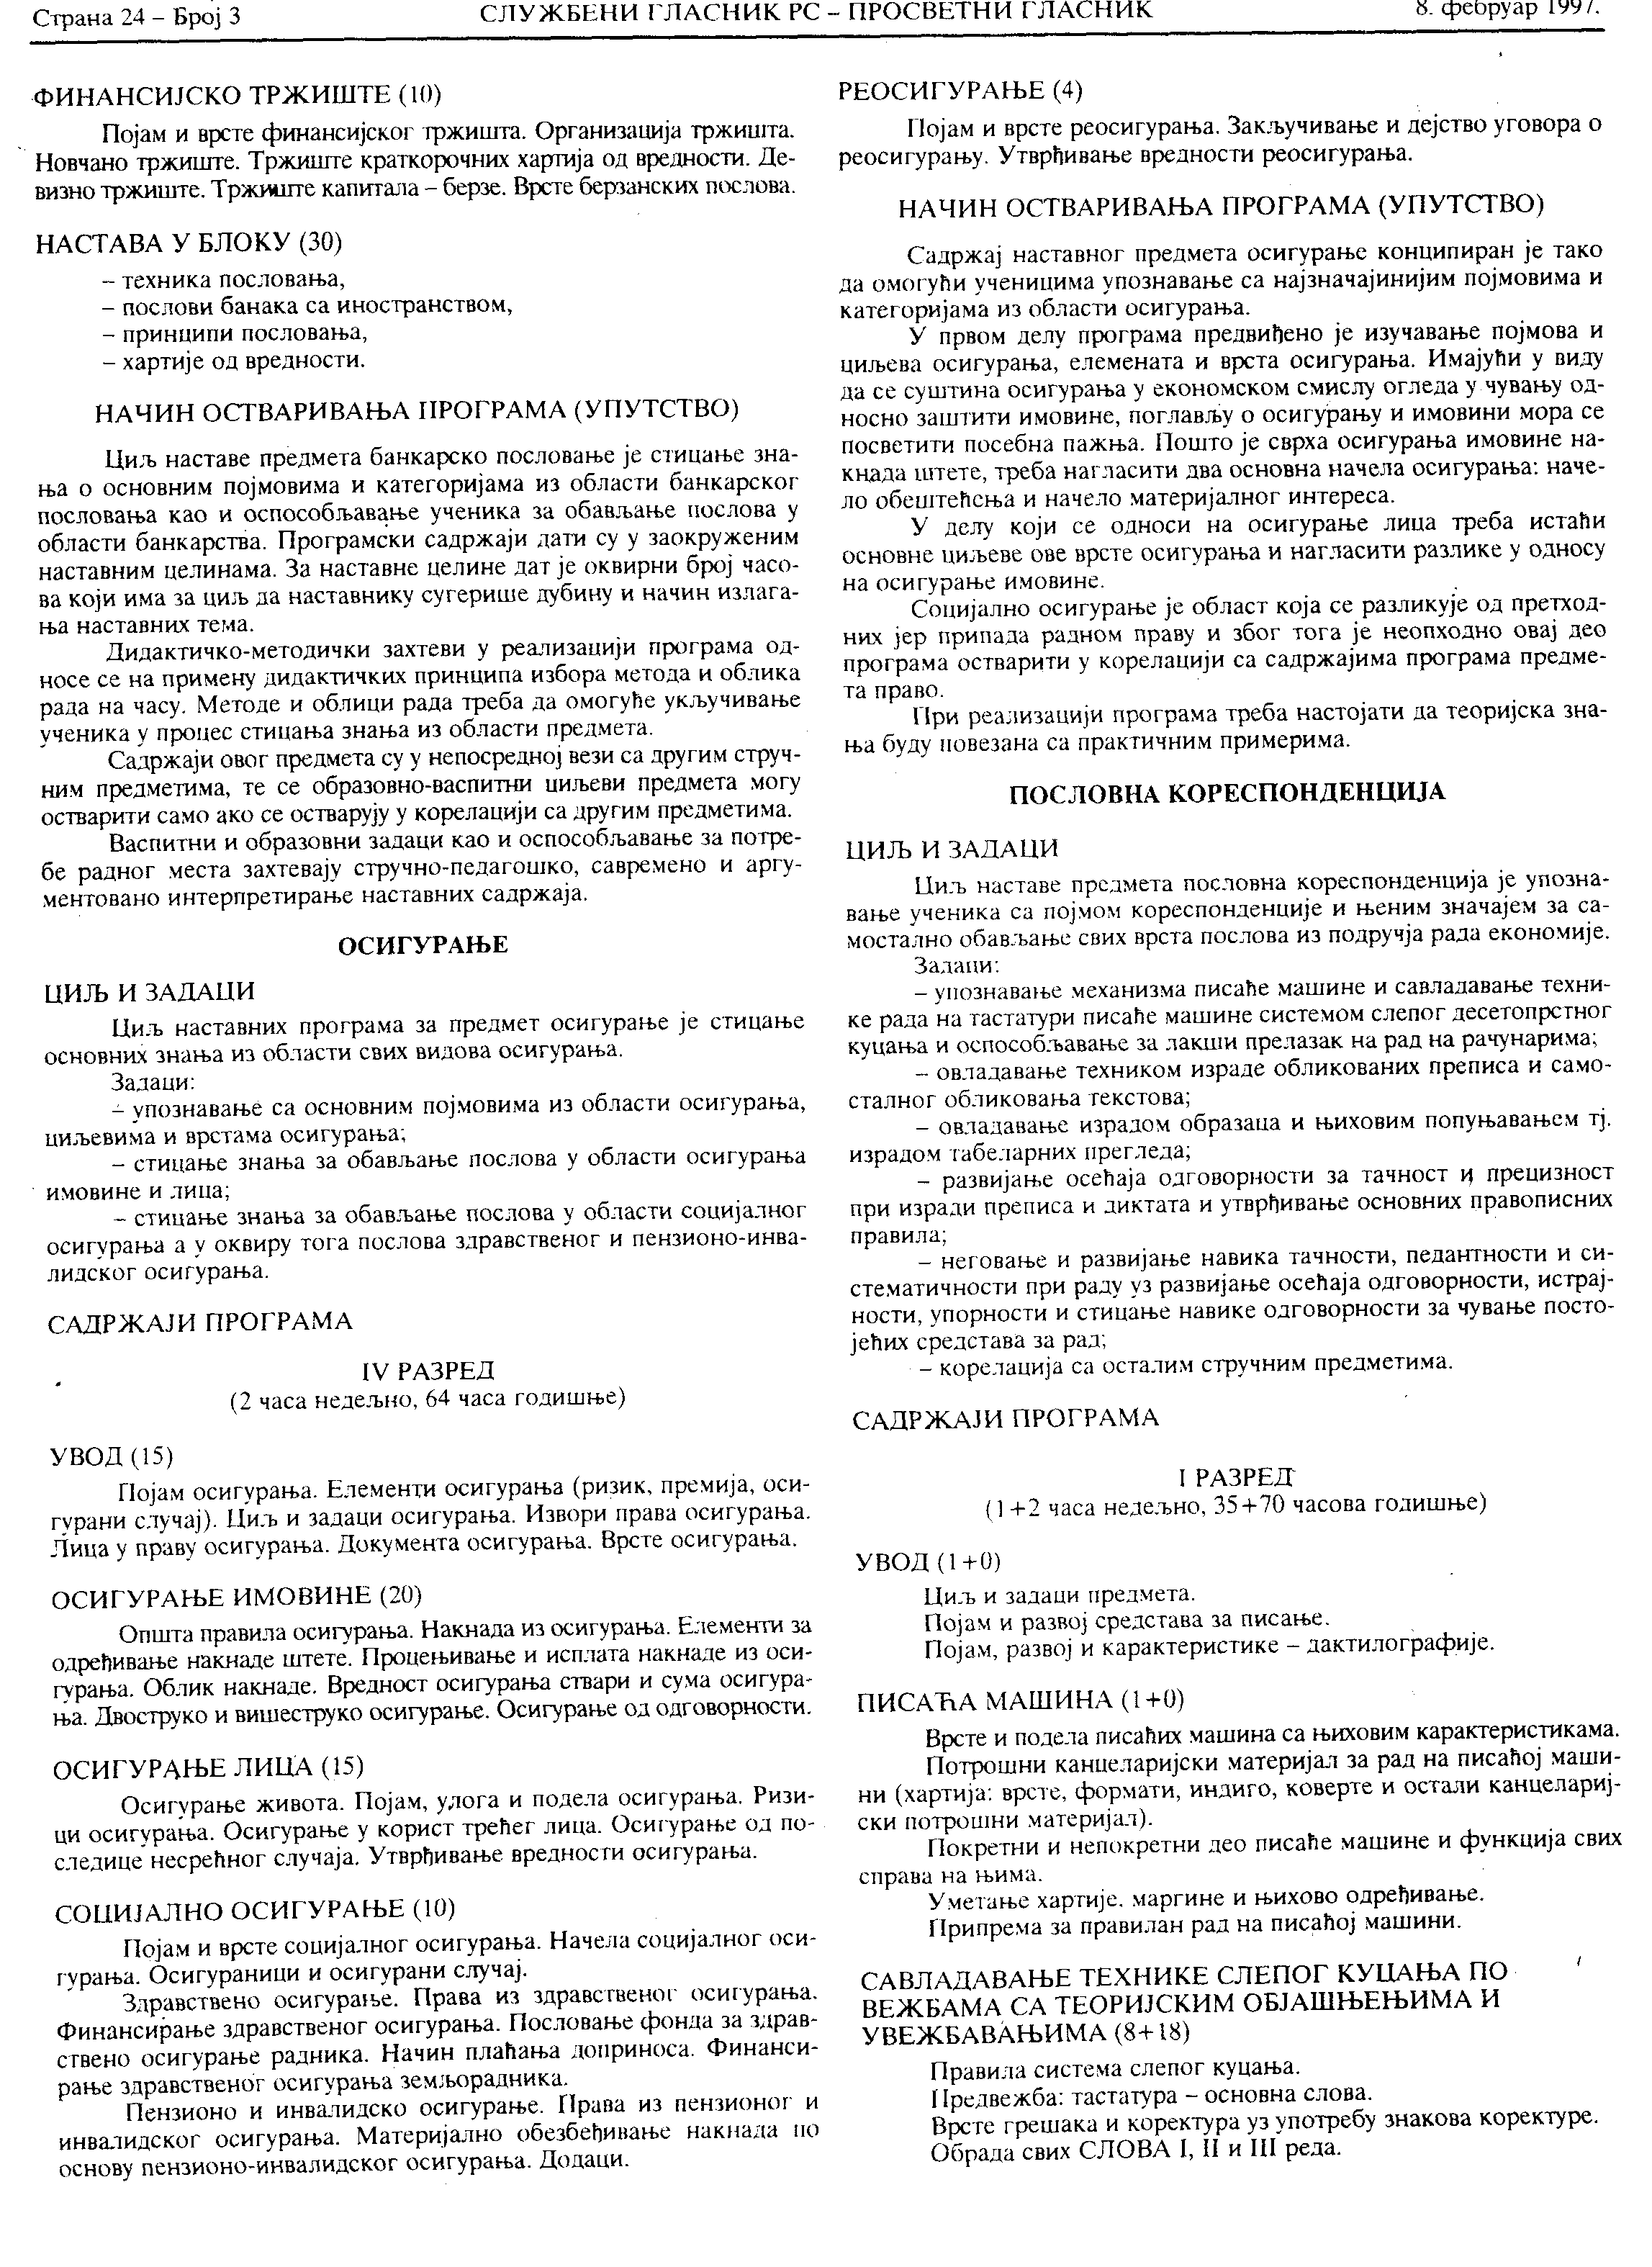 Страна 24 – Број 3
СЛУЖБЕНИ ГЛАСНИК РС – ПРОСВЕТНИ ГЛАСНИК
8. фебруар 1997.
ФИНАНСИЈСКО ТРЖИШТЕ (10)
Појам и врсте финансијског тржишта. Организација тржишта.
Новчано тржиште. Тржиште краткорочних хартија од вредности. Де-
визно тржиште. Тржиште капитала – берзе. Врсте берзанских послова.
НАСТАВА У БЛОКУ (30)
– техника пословања,
– послови банака са иностранством,
– принципи пословања,
– хартије од вредности.
НАЧИН ОСТВАРИВАЊА ПРОГРАМА (УПУТСТВО)
Циљ наставе предмета банкарско пословање је стицање зна-
ња о основним појмовима и категоријама из области банкарског
пословања као и оспособљавање ученика за обављање послова у
области банкарства. Програмски садржаји дати су у заокруженим
наставним целинама. За наставне целине дат је оквирни број часо-
ва који има за циљ да наставнику сугерише дубину и начин излага-
ња наставних тема.
Дидактичко-методички захтеви у реализацији програма од-
носе се на примену дидактичких принципа избора метода и облика
рада на часу. Методе и облици рада треба да омогуће укључивање
ученика у процес стицања знања из области предмета.
Садржаји овог предмета су у непосредној вези са другим струч-
ним предметима, те се образовно-васпитни циљеви предмета могу
остварити само ако се остварују у корелацији са другим предметима.
Васпитни и образовни задаци као и оспособљавање за потре-
бе радног места захтевају стручно-педагошко, савремено и аргу-
ментовано интерпретирање наставних садржаја.
ОСИГУРАЊЕ
ЦИЉ И ЗАДАЦИ
Циљ наставних програма за предмет осигурање је стицање
основних знања из области свих видова осигурања.
Задаци:
– упознавање са основним појмовима из области осигурања,
циљевима и врстама осигурања;
– стицање знања за обављање послова у области осигурања
имовине и лица;
– стицање знања за обављање послова у области социјалног
осигурања а у оквиру тога послова здравственог и пензионо-инва-
лидског осигурања.
САДРЖАЈИ ПРОГРАМА
IV РАЗРЕД
(2 часа недељно, 64 часа годишње)
УВОД (15)
Појам осигурања. Елементи осигурања (ризик, премија, оси-
гурани случај). Циљ и задаци осигурања. Извори права осигурања.
Лица у праву осигурања. Документа осигурања. Врсте осигурања.
ОСИГУРАЊЕ ИМОВИНЕ (20)
Општа правила осигурања. Накнада из осигурања. Елементи за
одређивање накнаде штете. Процењивање и исплата накнаде из оси-
гурања. Облик накнаде. Вредност осигурања ствари и сума осигура-
ња. Двоструко и вишеструко осигурање. Осигурање од одговорности.
ОСИГУРАЊЕ ЛИЦА (15)
Осигурање живота. Појам, улога и подела осигурања. Ризи-
ци осигурања. Осигурање у корист трећег лица. Осигурање од по-
следице несрећног случаја. Утврђивање вредности осигурања.
СОЦИЈАЛНО ОСИГУРАЊЕ (10)
Појам и врсте социјалног осигурања. Начела социјалног оси-
гурања. Осигураници и осигурани случај.
Здравствено осигурање. Права из здравственог осигурања.
Финансирање здравственог осигурања. Пословање фонда за здрав-
ствено осигурање радника. Начин плаћања доприноса. Финанси-
рање здравственог осигурања земљорадника.
Пензионо и инвалидско осигурање. Права из пензионог и
инвалидског осигурања. Материјално обезбеђивање накнада по
основу пензионо-инвалидског осигурања. Додаци.
РЕОСИГУРАЊЕ (4)
Појам и врсте реосигурања. Закључивање и дејство уговора о
реосигурању. Утврђивање вредности реосигурања.
НАЧИН ОСТВАРИВАЊА ПРОГРАМА (УПУТСТВО)
Садржај наставног предмета осигурање конципиран је тако
да омогући ученицима упознавање са најзначајинијим појмовима и
категоријама из области осигурања.
У првом делу програма предвиђено је изучавање појмова и
циљева осигурања, елемената и врста осигурања. Имајући у виду
да се суштина осигурања у економском смислу огледа у чувању од-
носно заштити имовине, поглављу о осигурању и имовини мора се
посветити посебна пажња. Пошто је сврха осигурања имовине на-
кнада штете, треба нагласити два основна начела осигурања: наче-
ло обештећења и начело материјалног интереса.
У делу који се односи на осигурање лица треба истаћи
основне циљеве ове врсте осигурања и нагласити разлике у односу
на осигурање имовине.
Социјално осигурање је област која се разликује од претход-
них јер припада радном праву и због тога је неопходно овај део
програма остварити у корелацији са садржајима програма предме-
та право.
При реализацији програма треба настојати да теоријска зна-
ња буду повезана са практичним примерима.
ПОСЛОВНА КОРЕСПОНДЕНЦИЈА
ЦИЉ И ЗАДАЦИ
Циљ наставе предмета пословна кореспонденција је упозна-
вање ученика са појмом кореспонденције и њеним значајем за са-
мостално обављање свих врста послова из подручја рада економије.
Задаци:
– упознавање механизма писаће машине и савладавање техни-
ке рада на тастатури писаће машине системом слепог десетопрстног
куцања и оспособљавање за лакши прелазак на рад на рачунарима;
– овладавање техником израде обликованих преписа и само-
сталног обликовања текстова;
– овладавање израдом образаца и њиховим попуњавањем тј.
израдом табеларних прегледа;
– развијање осећаја одговорности за тачност и прецизност
при изради преписа и диктата и утврђивање основних правописних
правила;
– неговање и развијање навика тачности, педантности и си-
стематичности при раду уз развијање осећаја одговорности, истрај-
ности, упорности и стицање навике одговорности за чување посто-
јећих средстава за рад;
– корелација са осталим стручним предметима.
САДРЖАЈИ ПРОГРАМА
I РАЗРЕД
(1+2 часа недељно, 35+70 часова годишње)
УВОД (1+0)
Циљ и задаци предмета.
Појам и развој средстава за писање.
Појам, развој и карактеристике – дактилографије.
ПИСАЋА МАШИНА (1+0)
Врсте и подела писаћих машина са њиховим карактеристикама.
Потрошни канцеларијски материјал за рад на писаћој маши-
ни (хартија: врсте, формати, индиго, коверте и остали канцелариј-
ски потрошни материјал).
Покретни и непокретни део писаће машине и функција свих
справа на њима.
Уметање хартије. маргине и њихово одређивање.
Припрема за правилан рад на писаћој машини.
САВЛАДАВАЊЕ ТЕХНИКЕ СЛЕПОГ КУЦАЊА ПО
ВЕЖБАМА СА ТЕОРИЈСКИМ ОБЈАШЊЕЊИМА И
УВЕЖБАВАЊИМА (8+18)
Правила система слепог куцања.
Предвежба: тастатура – основна слова.
Врсте грешака и коректура уз употребу знакова коректуре.
Обрада свих СЛОВА I, II и III реда.